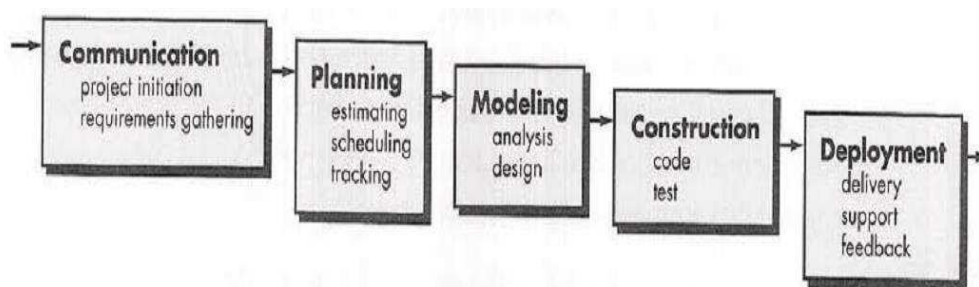 Communication
project initiation
requirements gathering
Planning
estimating
scheduling
tracking
Modeling
analysis
design
Construction
code
test
Deployment
delivery
support
feedback